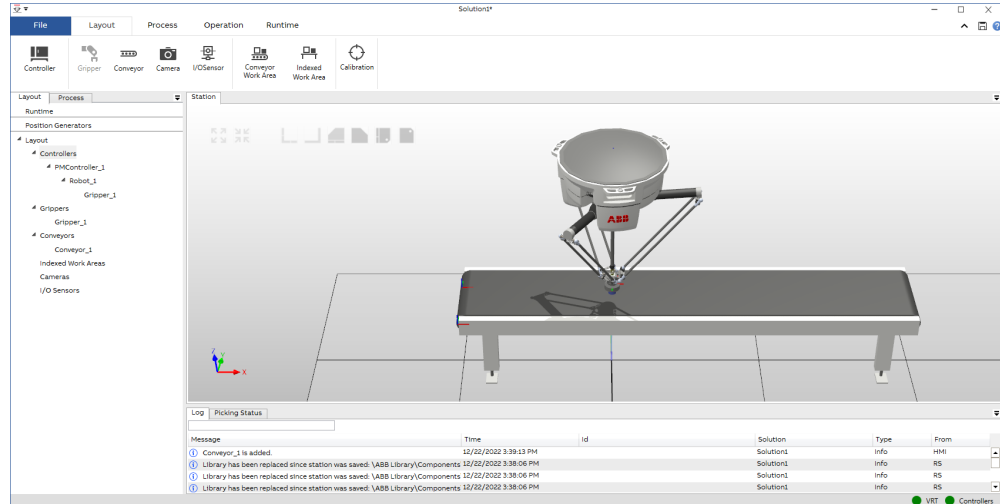 Solution1*
File Layout Process Operation Runtime
Controller Gripper Conveyor Camera I/OSensor Conveyor Work Area Indexed Work Area Calibration
Layout Process
Station
Runtime
Position Generators
Layout
Controllers
PMController_1
Robot_1
Gripper_1
Grippers
Gripper_1
Conveyors
Conveyor_1
Indexed Work Areas
Cameras
I/O Sensors
ABB
Z
Y
X
Log Picking Status
Message Time Id Solution Type From
Conveyor_1 is added. 12/22/2022 3:39:13 PM Solution1 Info HMI
Library has been replaced since station was saved: \ABB Library\Components 12/22/2022 3:38:06 PM Solution1 Info RS
Library has been replaced since station was saved: \ABB Library\Components 12/22/2022 3:38:06 PM Solution1 Info RS
Library has been replaced since station was saved: \ABB Library\Components 12/22/2022 3:38:06 PM Solution1 Info RS
VRT Controllers